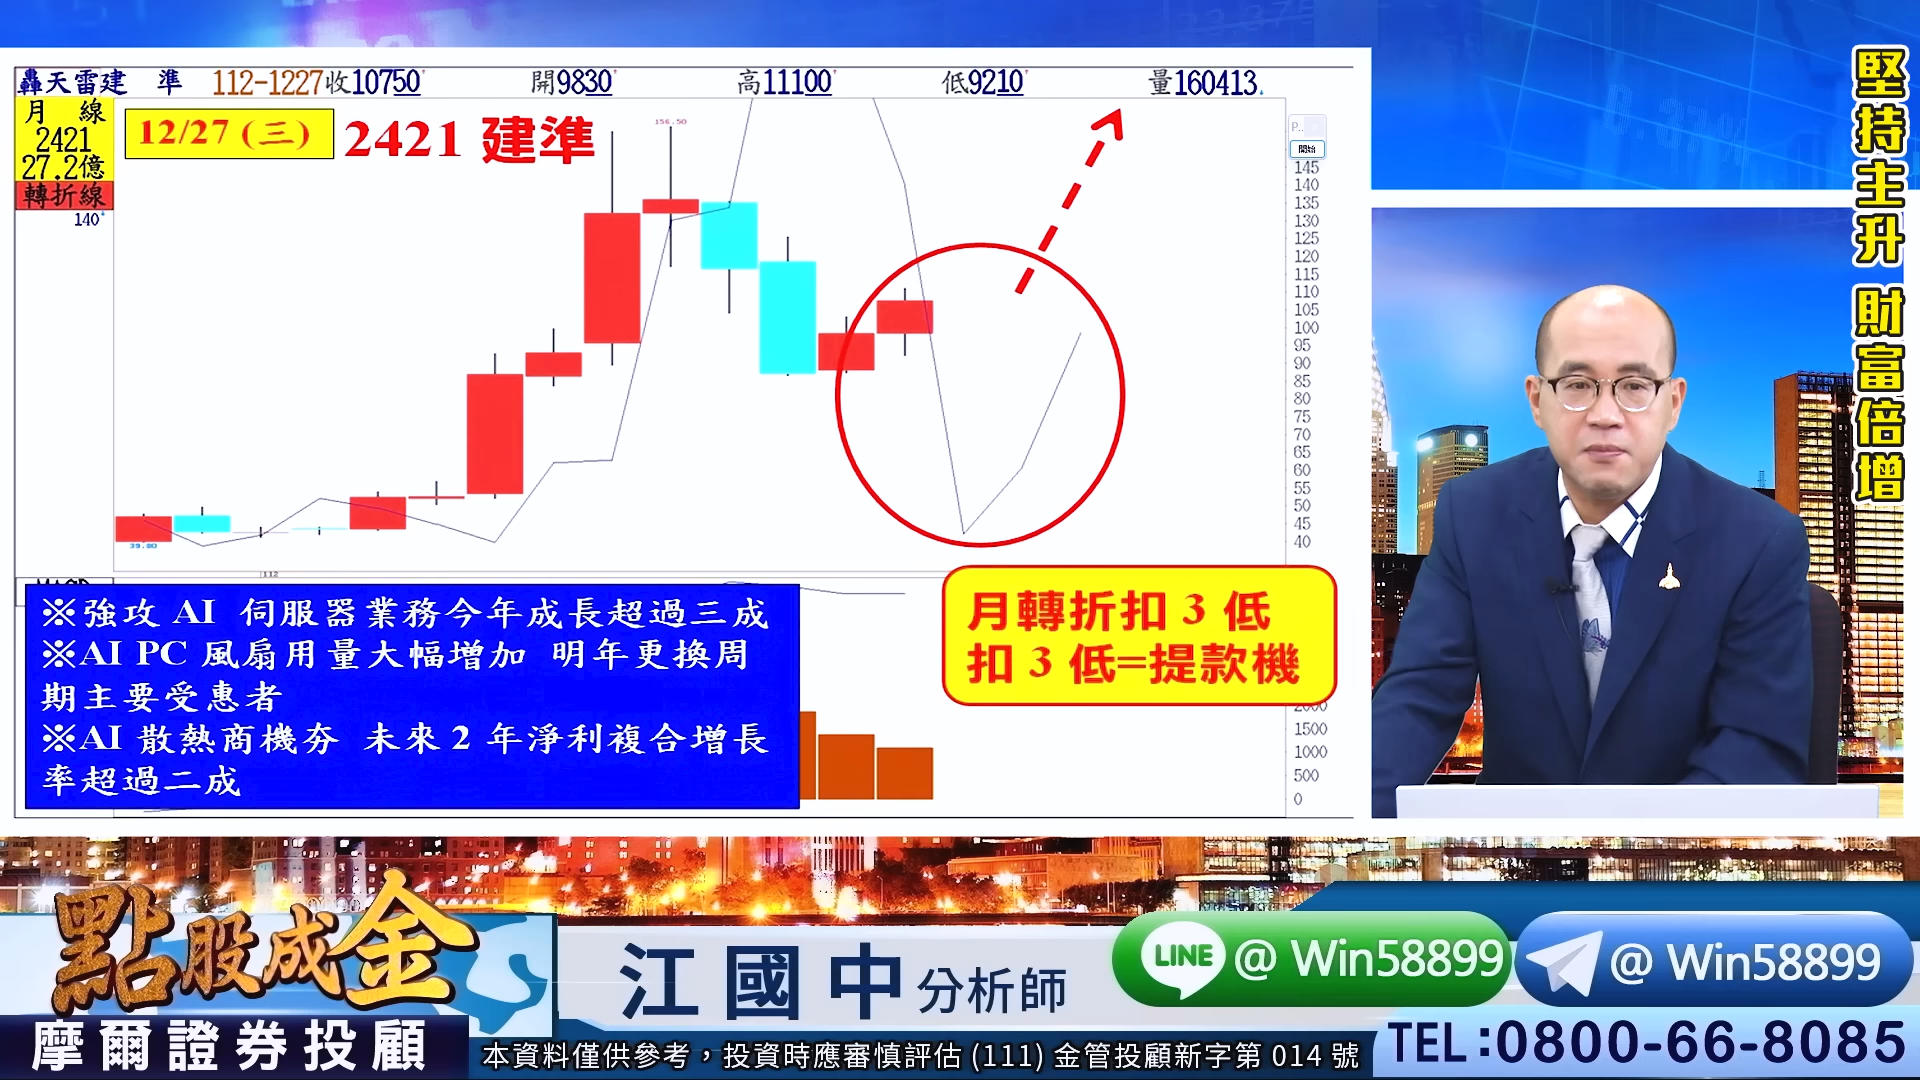 轟天雷建 準 112-1227收10750 開9830 高11100 低9210 量160413
月 線
2421
27.2億
轉折線
140
12/27 (三) 2421 建準
156.50
P..
開始
145
140
135
130
125
120
115
110
105
100
95
90
85
80
75
70
65
60
55
50
45
40
39.80
112
MACD
※強攻 AI 伺服器業務今年成長超過三成
※AI PC 風扇用量大幅增加 明年更換周
期主要受惠者
※AI 散熱商機夯 未來 2 年淨利複合增長
率超過二成
月轉折扣 3 低
扣 3 低=提款機
2000
1500
1000
500
0
堅持主升 財富倍增
點股成金
摩爾證券投顧
江國中 分析師
LINE @ Win58899
@ Win58899
本資料僅供參考，投資時應審慎評估 (111) 金管投顧新字第 014 號
TEL:0800-66-8085